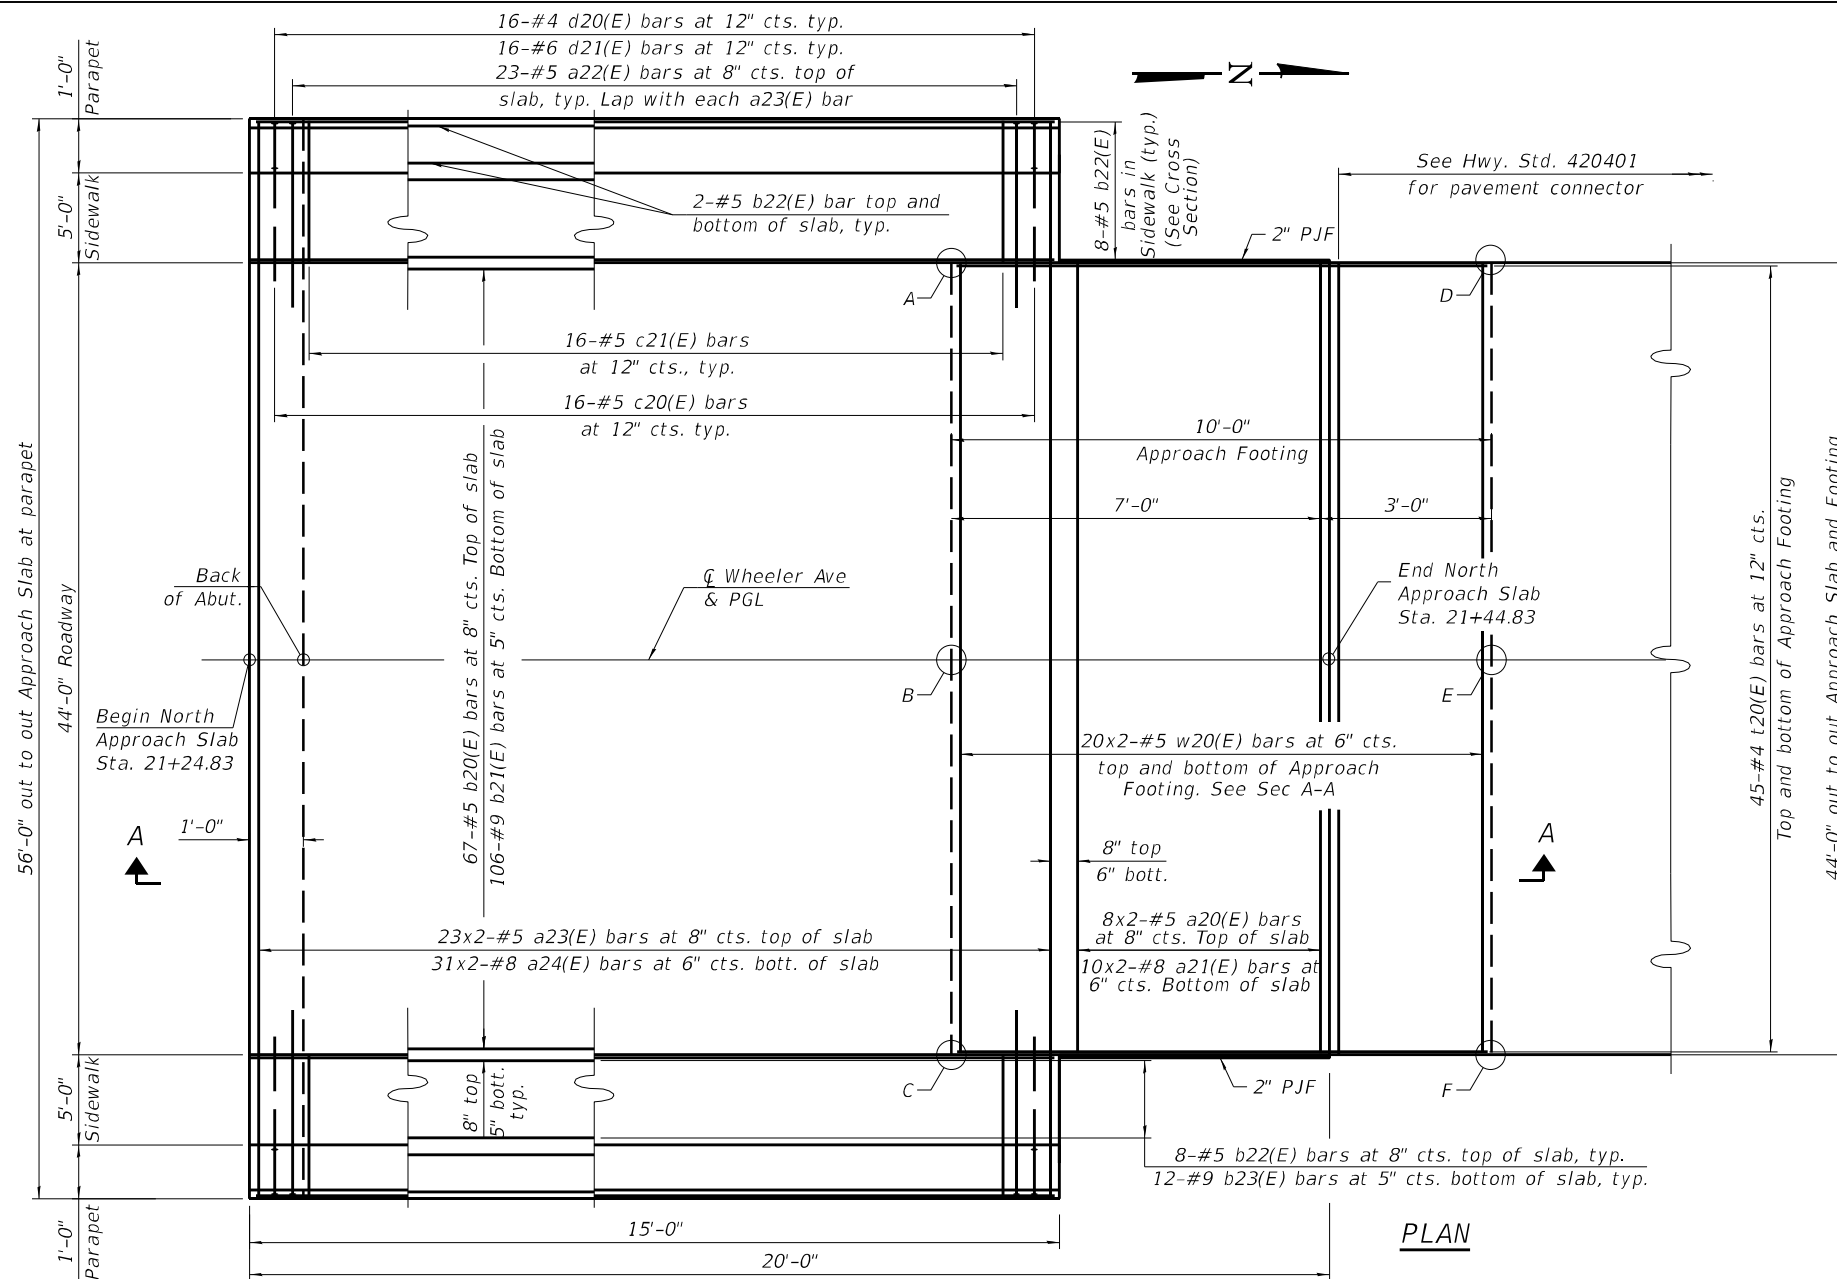 16-#4 d20(E) bars at 12" cts. typ.
16-#6 d21(E) bars at 12" cts. typ.
23-#5 a22(E) bars at 8" cts. top of
slab, typ. Lap with each a23(E) bar
1'-0"
Parapet
5'-0"
Sidewalk
N
8-#5 b22(E)
bars in
Sidewalk (typ.)
(See Cross
Section)
See Hwy. Std. 420401
for pavement connector
2-#5 b22(E) bar top and
bottom of slab, typ.
2" PJF
A
D
16-#5 c21(E) bars
at 12" cts., typ.
16-#5 c20(E) bars
at 12" cts. typ.
10'-0"
Approach Footing
7'-0"
3'-0"
56'-0" out to out Approach Slab at parapet
44'-0" Roadway
67-#5 b20(E) bars at 8" cts. Top of slab
106-#9 b21(E) bars at 5" cts. Bottom of slab
45-#4 t20(E) bars at 12" cts.
Top and bottom of Approach Footing
44'-0" out to out Approach Slab and Footing
Back
of Abut.
℄ Wheeler Ave
& PGL
End North
Approach Slab
Sta. 21+44.83
B
E
Begin North
Approach Slab
Sta. 21+24.83
20x2-#5 w20(E) bars at 6" cts.
top and bottom of Approach
Footing. See Sec A-A
1'-0"
A
A
8" top
6" bott.
23x2-#5 a23(E) bars at 8" cts. top of slab
31x2-#8 a24(E) bars at 6" cts. bott. of slab
8x2-#5 a20(E) bars
at 8" cts. Top of slab
10x2-#8 a21(E) bars at
6" cts. Bottom of slab
5'-0"
Sidewalk
8" top
5" bott.
typ.
C
2" PJF
F
8-#5 b22(E) bars at 8" cts. top of slab, typ.
12-#9 b23(E) bars at 5" cts. bottom of slab, typ.
1'-0"
Parapet
15'-0"
20'-0"
PLAN